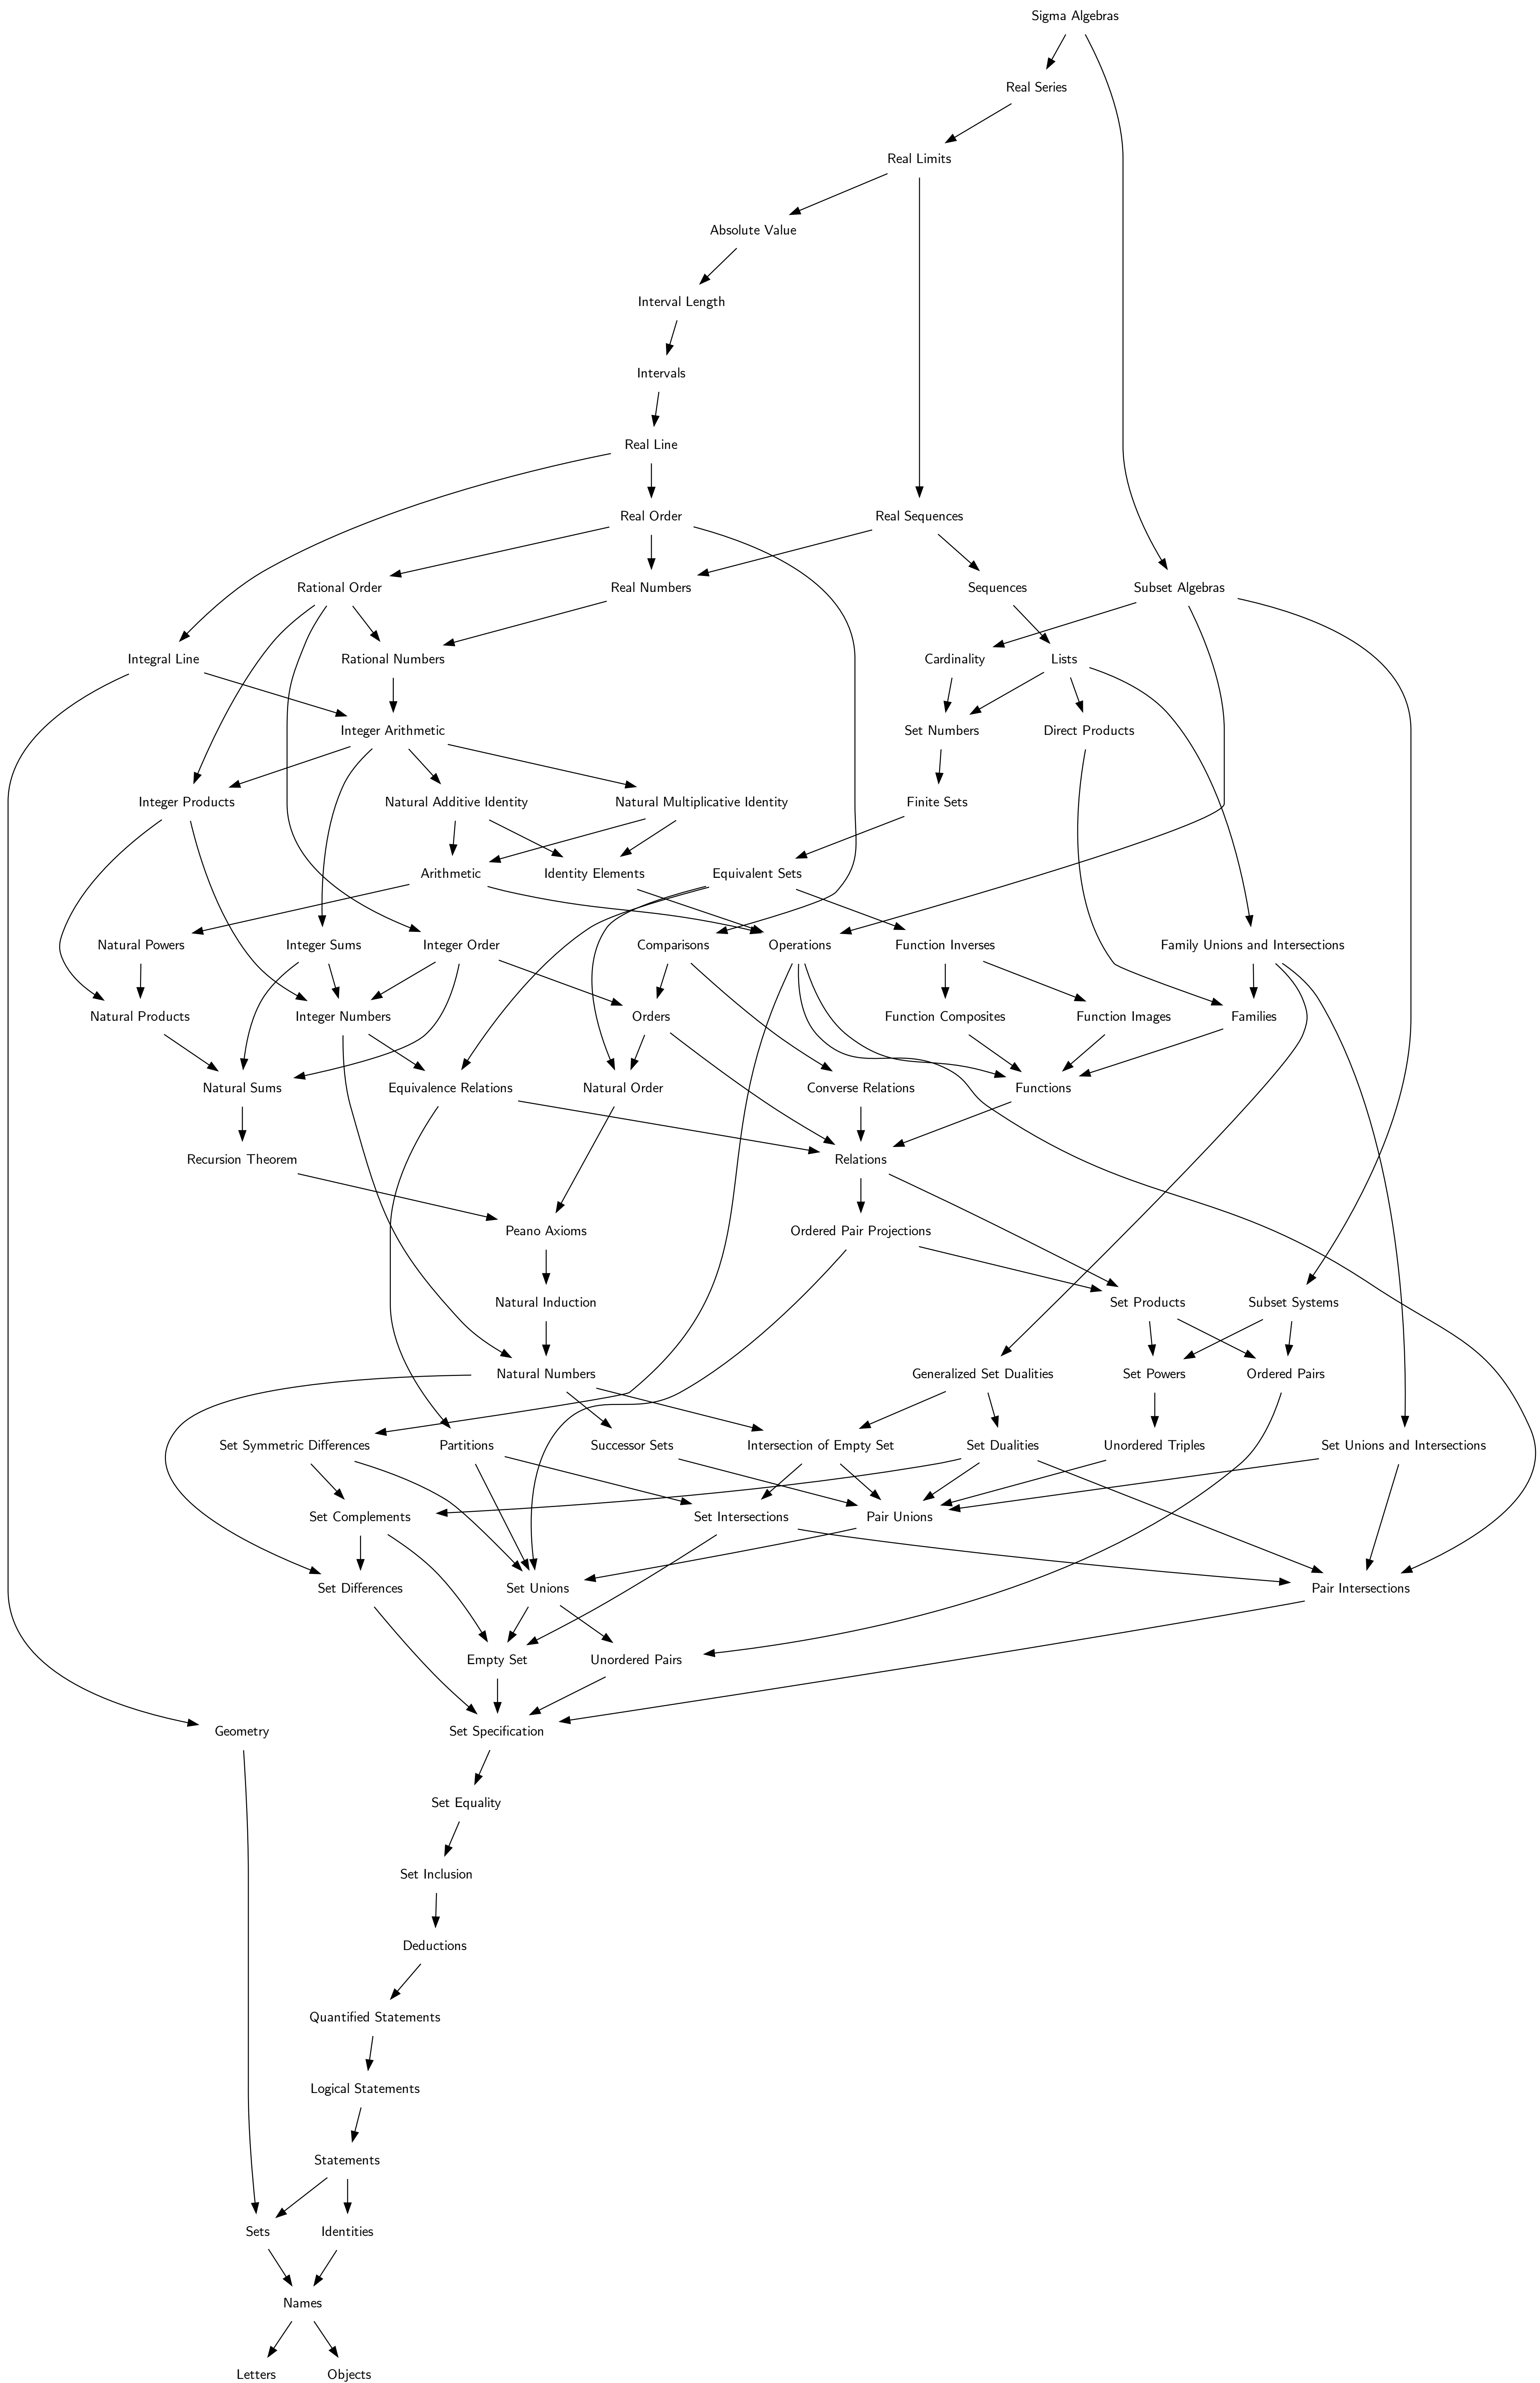 Sigma Algebras
Real Series
Real Limits
Absolute Value
Interval Length
Intervals
Real Line
Real Order
Real Sequences
Rational Order
Real Numbers
Sequences
Subset Algebras
Integral Line
Rational Numbers
Cardinality
Lists
Integer Arithmetic
Set Numbers
Direct Products
Integer Products
Natural Additive Identity
Natural Multiplicative Identity
Finite Sets
Arithmetic
Identity Elements
Equivalent Sets
Natural Powers
Integer Sums
Integer Order
Comparisons
Operations
Function Inverses
Family Unions and Intersections
Natural Products
Integer Numbers
Orders
Function Composites
Function Images
Families
Natural Sums
Equivalence Relations
Natural Order
Converse Relations
Functions
Recursion Theorem
Relations
Peano Axioms
Ordered Pair Projections
Natural Induction
Set Products
Subset Systems
Natural Numbers
Generalized Set Dualities
Set Powers
Ordered Pairs
Set Symmetric Differences
Partitions
Successor Sets
Intersection of Empty Set
Set Dualities
Unordered Triples
Set Unions and Intersections
Set Complements
Set Intersections
Pair Unions
Set Differences
Set Unions
Pair Intersections
Empty Set
Unordered Pairs
Geometry
Set Specification
Set Equality
Set Inclusion
Deductions
Quantified Statements
Logical Statements
Statements
Sets
Identities
Names
Letters
Objects